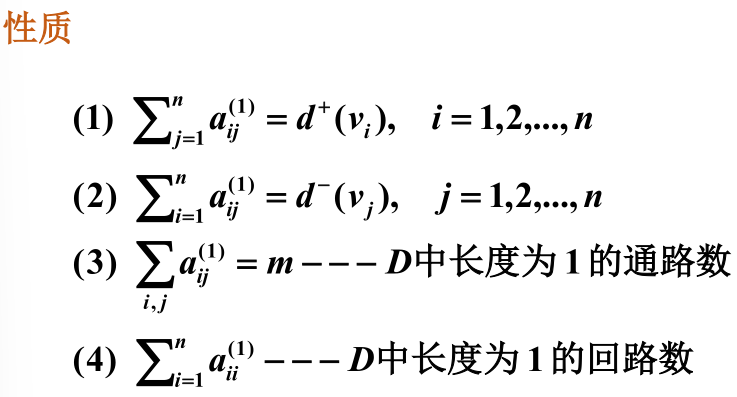 性质
(1) ∑_{j=1}^{n} a_{ij}^{(1)} = d^{+}(v_i), i = 1,2,...,n
(2) ∑_{i=1}^{n} a_{ij}^{(1)} = d^{-}(v_j), j = 1,2,...,n
(3) ∑_{i,j} a_{ij}^{(1)} = m −−− D中长度为 1 的通路数
(4) ∑_{i=1}^{n} a_{ii}^{(1)} −−− D中长度为 1 的回路数